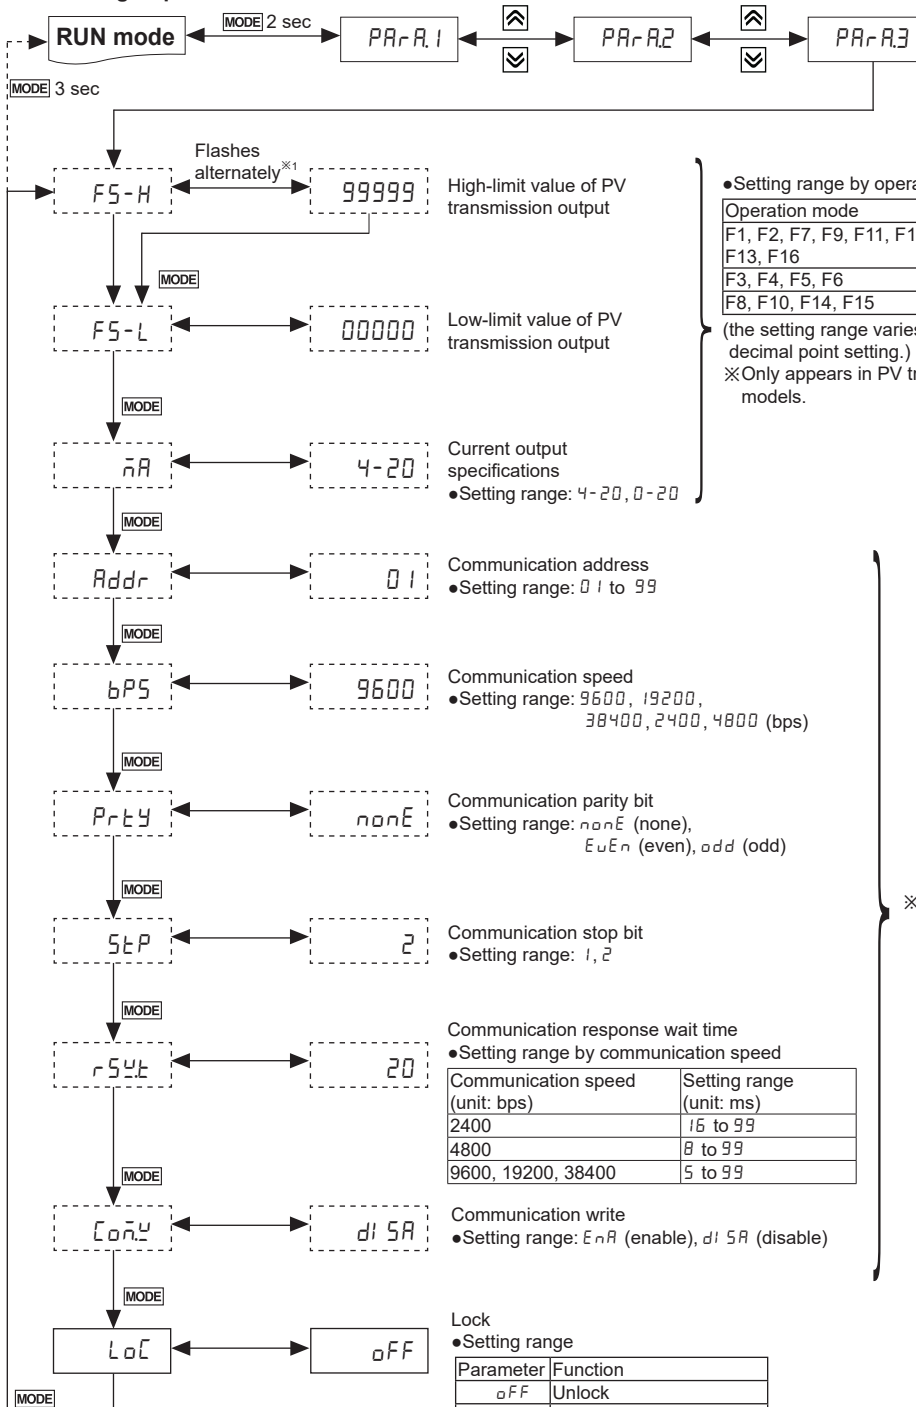 RUN mode
MODE 2 sec
PArA.1
PArA.2
PArA.3
MODE 3 sec
Flashes
alternately※1
FS-H
99999
High-limit value of PV
transmission output
MODE
FS-L
00000
Low-limit value of PV
transmission output
Operation mode
F1, F2, F7, F9, F11,
F13, F16
F3, F4, F5, F6
F8, F10, F14, F15
(the setting range varies
decimal point setting.)
※Only appears in PV
models.
MODE
mA
4-20
Current output
specifications
●Setting range: 4-20, 0-20
MODE
Addr
01
Communication address
●Setting range: 01 to 99
MODE
bPS
9600
Communication speed
●Setting range: 9600, 19200,
38400, 2400, 4800 (bps)
MODE
PrtY
nonE
Communication parity bit
●Setting range: nonE (none),
EvEn (even), odd (odd)
MODE
StP
2
Communication stop bit
●Setting range: 1, 2
※
MODE
rSW.t
20
Communication response wait time
●Setting range by communication speed
Communication speed
(unit: bps)
Setting range
(unit: ms)
2400
16 to 99
4800
8 to 99
9600, 19200, 38400
5 to 99
MODE
Com.W
diSA
Communication write
●Setting range: EnA (enable), diSA (disable)
MODE
LoC
oFF
Lock
●Setting range
Parameter
Function
oFF
Unlock
MODE